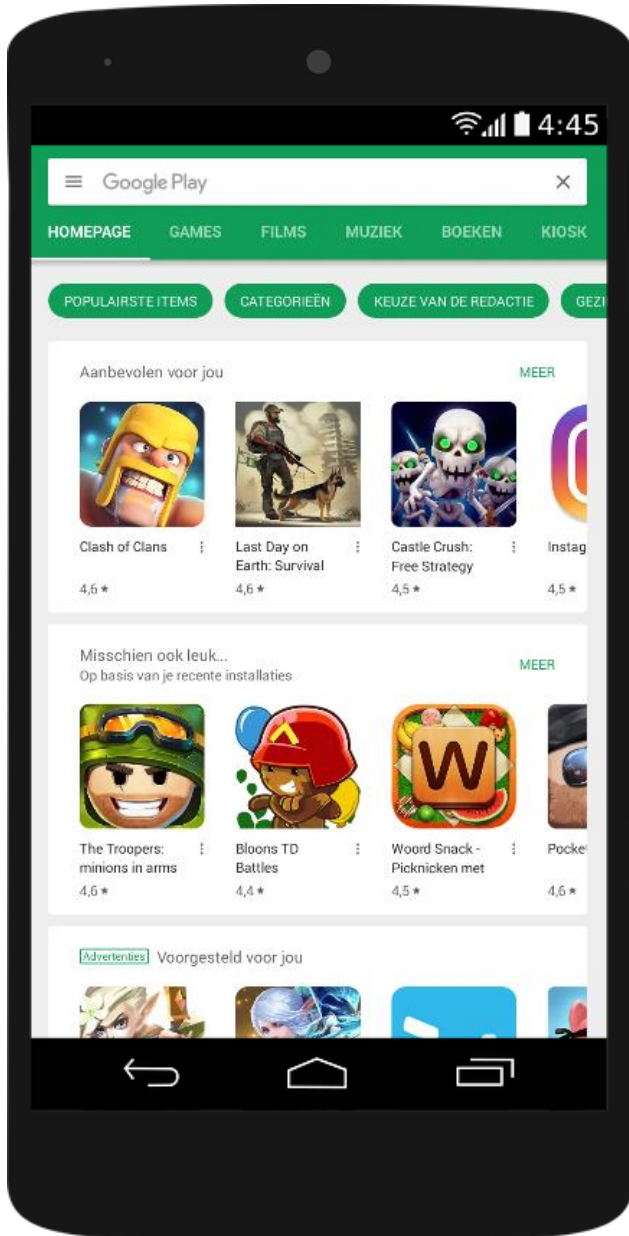 4:45
Google Play
HOMEPAGE GAMES FILMS MUZIEK BOEKEN KIOSK
POPULAIRSTE ITEMS CATEGORIEËN KEUZE VAN DE REDACTIE GEZI
Aanbevolen voor jou MEER
Clash of Clans Last Day on Castle Crush: Instag
Earth: Survival Free Strategy
4,6 ★ 4,6 ★ 4,5 ★ 4,5 ★
Misschien ook leuk... MEER
Op basis van je recente installaties
W
The Troopers: Bloons TD Woord Snack - Pocke
minions in arms Battles Picknicken met
4,6 ★ 4,4 ★ 4,5 ★ 4,6 ★
Advertenties Voorgesteld voor jou